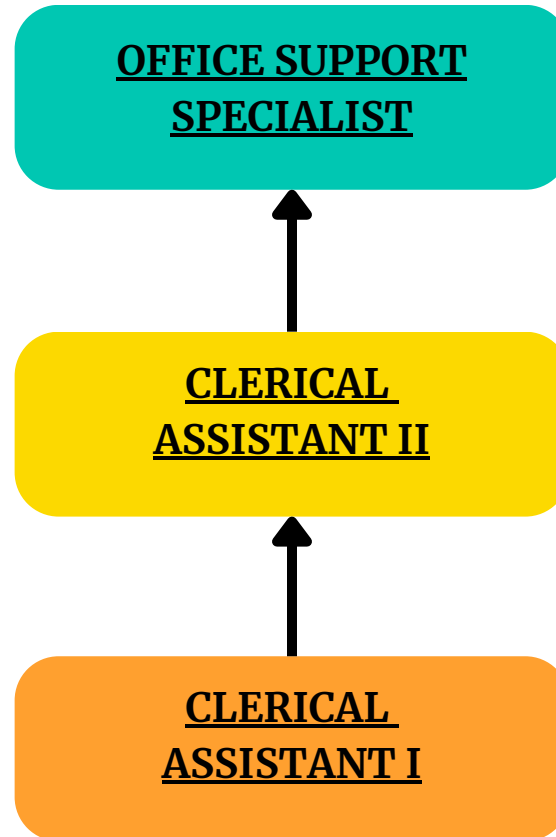 OFFICE SUPPORT
SPECIALIST
CLERICAL
ASSISTANT II
CLERICAL
ASSISTANT I